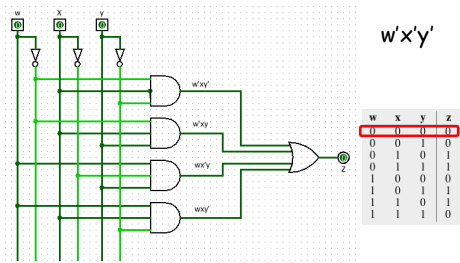 w x y
w'x'y'
w'xy'
w'xy
wx'y
wxy'
z
w x y z
0 0 0 0
0 0 1 0
0 1 0 1
0 1 1 1
1 0 0 0
1 0 1 1
1 1 0 1
1 1 1 0